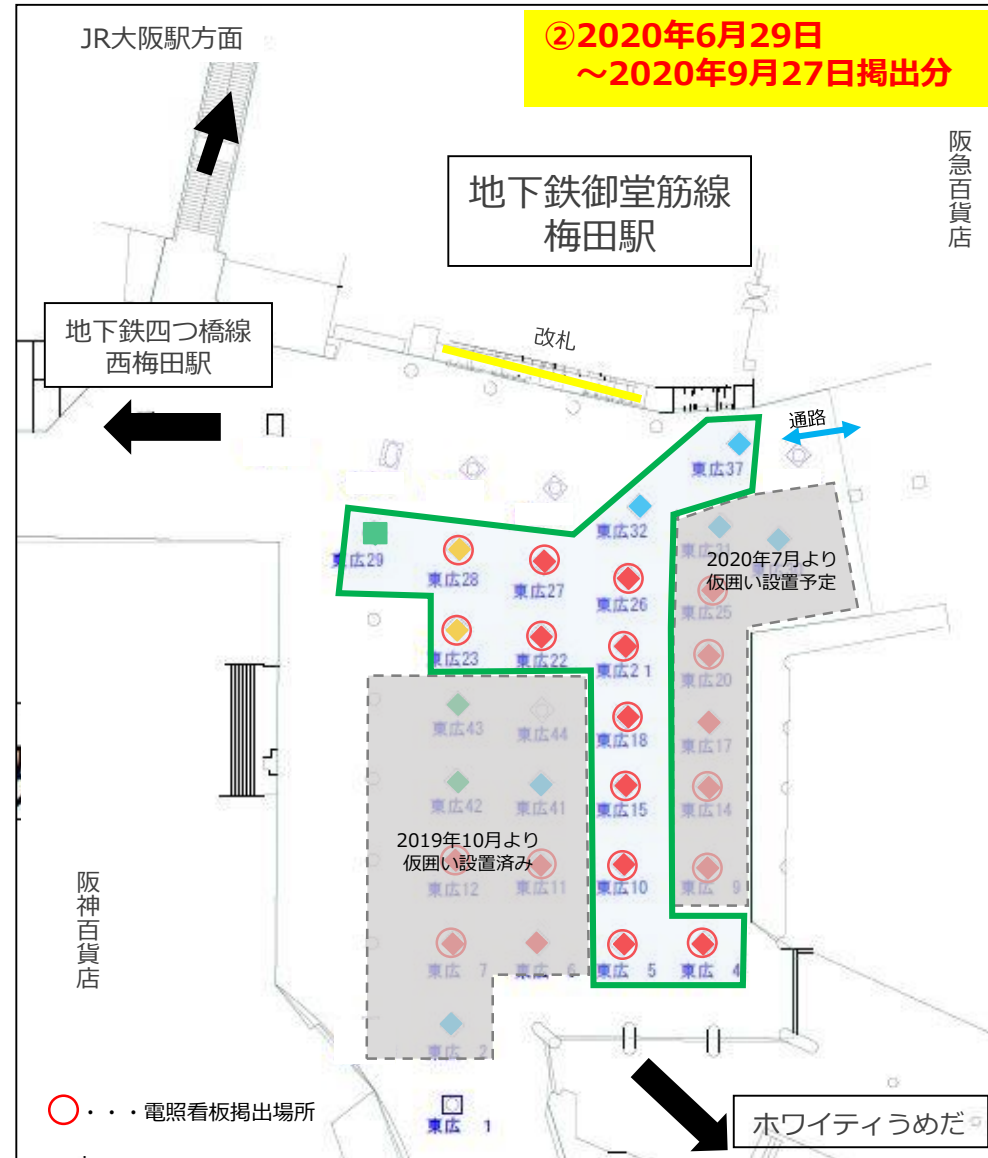 JR大阪駅方面
②2020年6月29日
～2020年9月27日掲出分
阪急百貨店
地下鉄御堂筋線
梅田駅
地下鉄四つ橋線
西梅田駅
改札
通路
東広37
東広32
東広29
東広28
東広27
東広26
2020年7月より
仮囲い設置予定
東広25
東広23
東広22
東広21
東広20
東広43
東広44
東広18
東広17
東広42
東広41
東広15
東広14
2019年10月より
仮囲い設置済み
東広12
東広11
東広10
東広 9
阪神百貨店
東広 7
東広 6
東広 5
東広 4
東広 2
○・・・電照看板掲出場所
東広 1
ホワイティうめだ